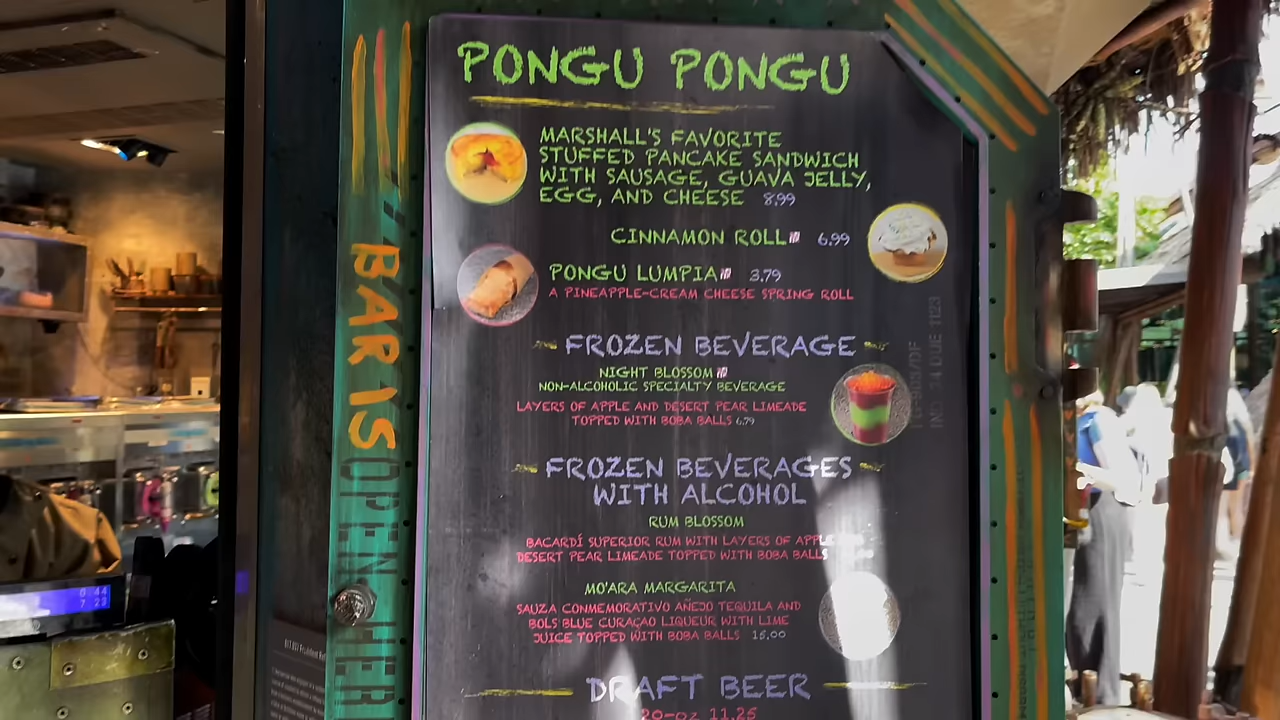 PONGU PONGU
MARSHALL'S FAVORITE
STUFFED PANCAKE SANDWICH
WITH SAUSAGE, GUAVA JELLY,
EGG, AND CHEESE 8.99
CINNAMON ROLL 6.99
PONGU LUMPIA 3.79
A PINEAPPLE-CREAM CHEESE SPRING ROLL
FROZEN BEVERAGE
NIGHT BLOSSOM
NON-ALCOHOLIC SPECIALTY BEVERAGE
LAYERS OF APPLE AND DESERT PEAR LIMEADE
TOPPED WITH BOBA BALLS 6.79
FROZEN BEVERAGES
WITH ALCOHOL
RUM BLOSSOM
BACARDÍ SUPERIOR RUM WITH LAYERS OF APPLE
DESERT PEAR LIMEADE TOPPED WITH BOBA BALLS
MO'ARA MARGARITA
SAUZA CONMEMORATIVO AÑEJO TEQUILA AND
BOLS BLUE CURAÇAO LIQUEUR WITH LIME
JUICE TOPPED WITH BOBA BALLS 15.00
DRAFT BEER
20-OZ 11.25
BAR IS
OPEN
HER
0 44
7 23